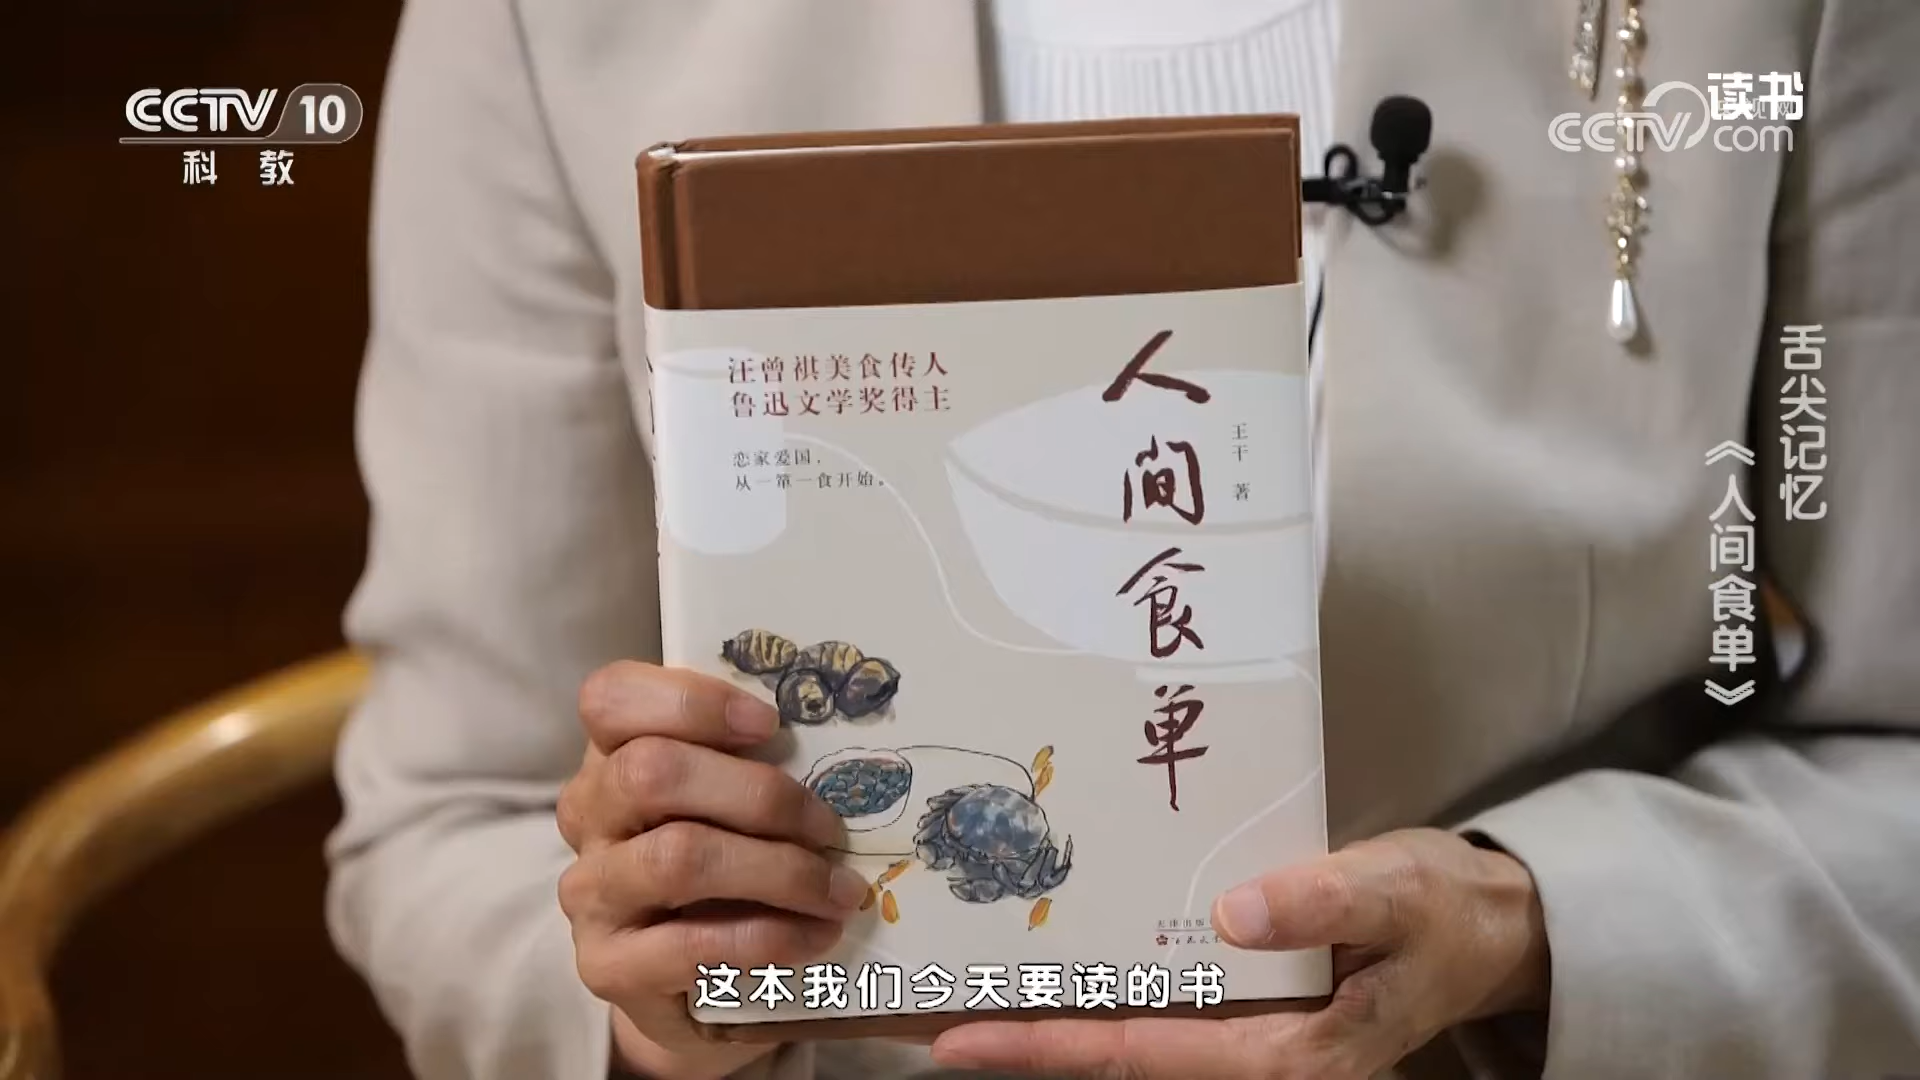 CCTV 10
科教
读书
CCTV.com
舌尖记忆
《人间食单》
汪曾祺美食传人
鲁迅文学奖得主
恋家爱国，
从一箪一食开始。
人间食单
王干 著
这本我们今天要读的书